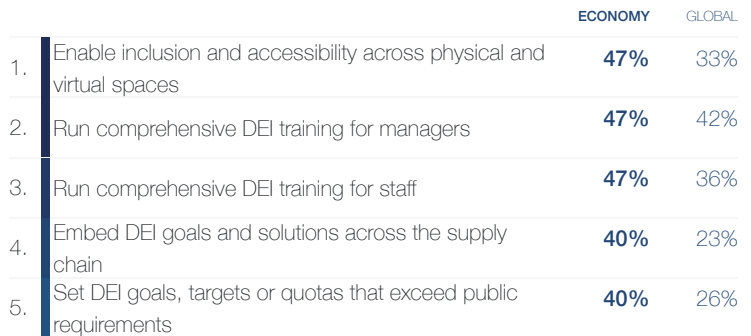 ECONOMY GLOBAL
1. Enable inclusion and accessibility across physical and 47% 33%
virtual spaces
2. Run comprehensive DEI training for managers 47% 42%
3. Run comprehensive DEI training for staff 47% 36%
4. Embed DEI goals and solutions across the supply 40% 23%
chain
5. Set DEI goals, targets or quotas that exceed public 40% 26%
requirements